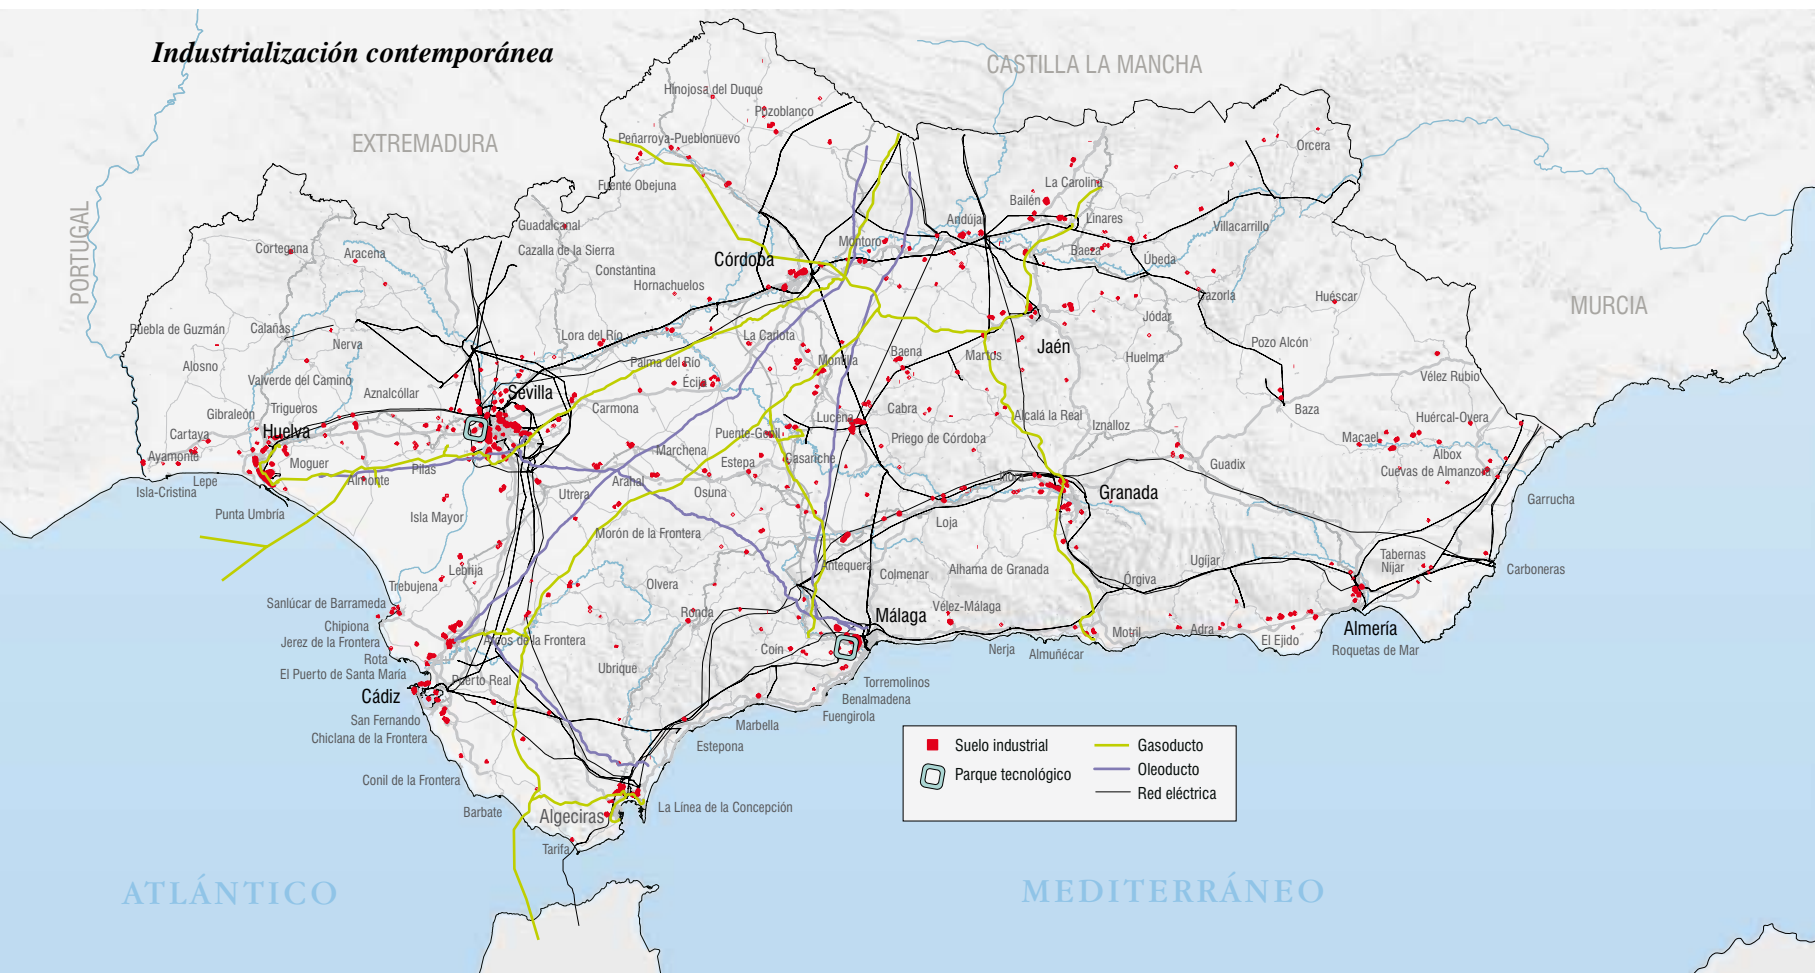 Industrialización contemporánea
CASTILLA LA MANCHA
EXTREMADURA
PORTUGAL
MURCIA
Hinojosa del Duque
Pozoblanco
Peñarroya-Pueblonuevo
Fuente Obejuna
Orcera
La Carolina
Bailén
Linares
Andújar
Villacarrillo
Guadalcanal
Cazalla de la Sierra
Constantina
Hornachuelos
Córdoba
Montoro
Baeza
Úbeda
Cazorla
Huéscar
Cortegana
Aracena
Puebla de Guzmán
Calañas
Nerva
Alosno
Valverde del Camino
Aznalcóllar
Gibraleón
Trigueros
Cartaya
Huelva
Ayamonte
Moguer
Lepe
Isla-Cristina
Punta Umbría
Almonte
Pilas
Isla Mayor
Sevilla
Lora del Río
Palma del Río
La Carlota
Écija
Carmona
Montilla
Baena
Martos
Jaén
Jódar
Huelma
Pozo Alcón
Vélez Rubio
Baza
Lucena
Cabra
Alcalá la Real
Iznalloz
Priego de Córdoba
Puente-Genil
Casariche
Marchena
Estepa
Osuna
Arahal
Utrera
Morón de la Frontera
Guadix
Huércal-Overa
Macael
Albox
Cuevas de Almanzora
Garrucha
Granada
Íllora
Loja
Antequera
Colmenar
Alhama de Granada
Órgiva
Ugíjar
Tabernas
Nijar
Carboneras
Lebrija
Trebujena
Sanlúcar de Barrameda
Chipiona
Jerez de la Frontera
Rota
El Puerto de Santa María
Cádiz
San Fernando
Chiclana de la Frontera
Puerto Real
Arcos de la Frontera
Olvera
Ronda
Ubrique
Coin
Málaga
Vélez-Málaga
Nerja
Almuñécar
Motril
Adra
El Ejido
Almería
Roquetas de Mar
Torremolinos
Benalmadena
Fuengirola
Marbella
Estepona
Conil de la Frontera
Barbate
Algeciras
La Línea de la Concepción
Tarifa
Suelo industrial
Parque tecnológico
Gasoducto
Oleoducto
Red eléctrica
ATLÁNTICO
MEDITERRÁNEO